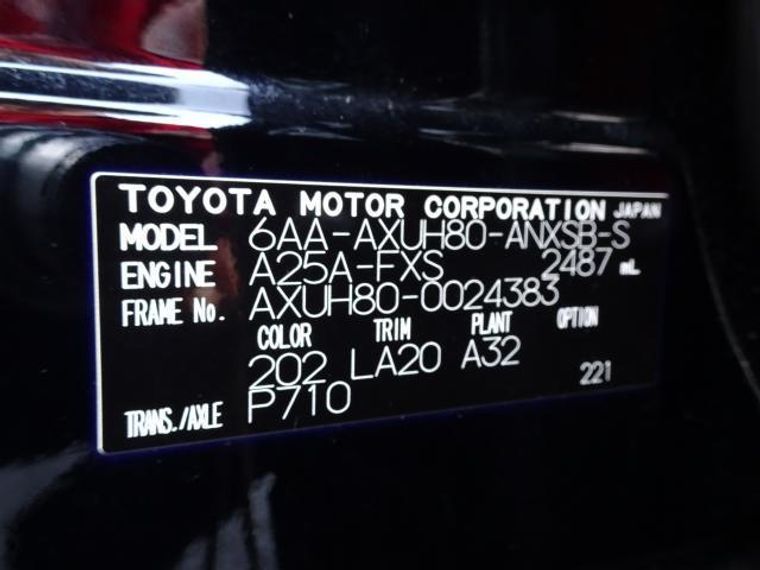 TOYOTA MOTOR CORPORATION JAPAN
MODEL 6AA-AXUH80-ANXSB-S
ENGINE A25A-FXS 2487 mL
FRAME No. AXUH80-0024383
COLOR TRIM PLANT OPTION
202 LA20 A32 221
TRANS./AXLE P710